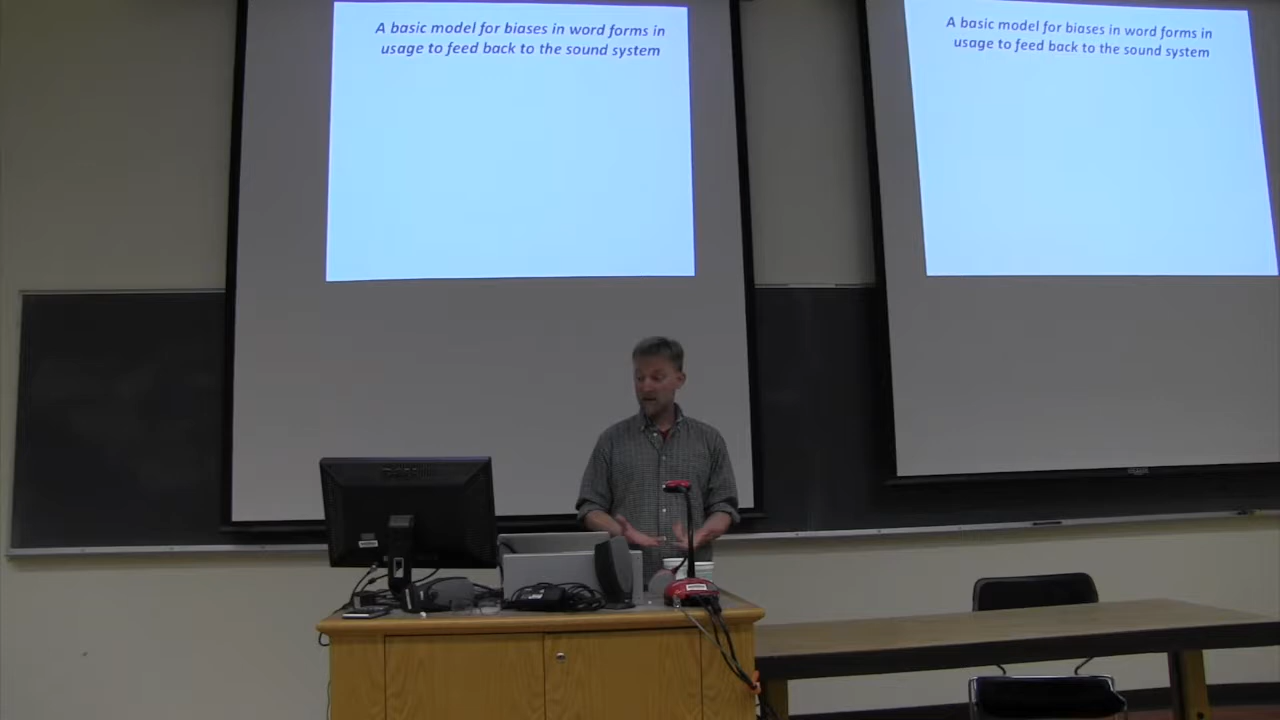 A basic model for biases in word forms in
usage to feed back to the sound system
A basic model for biases in word forms in
usage to feed back to the sound system